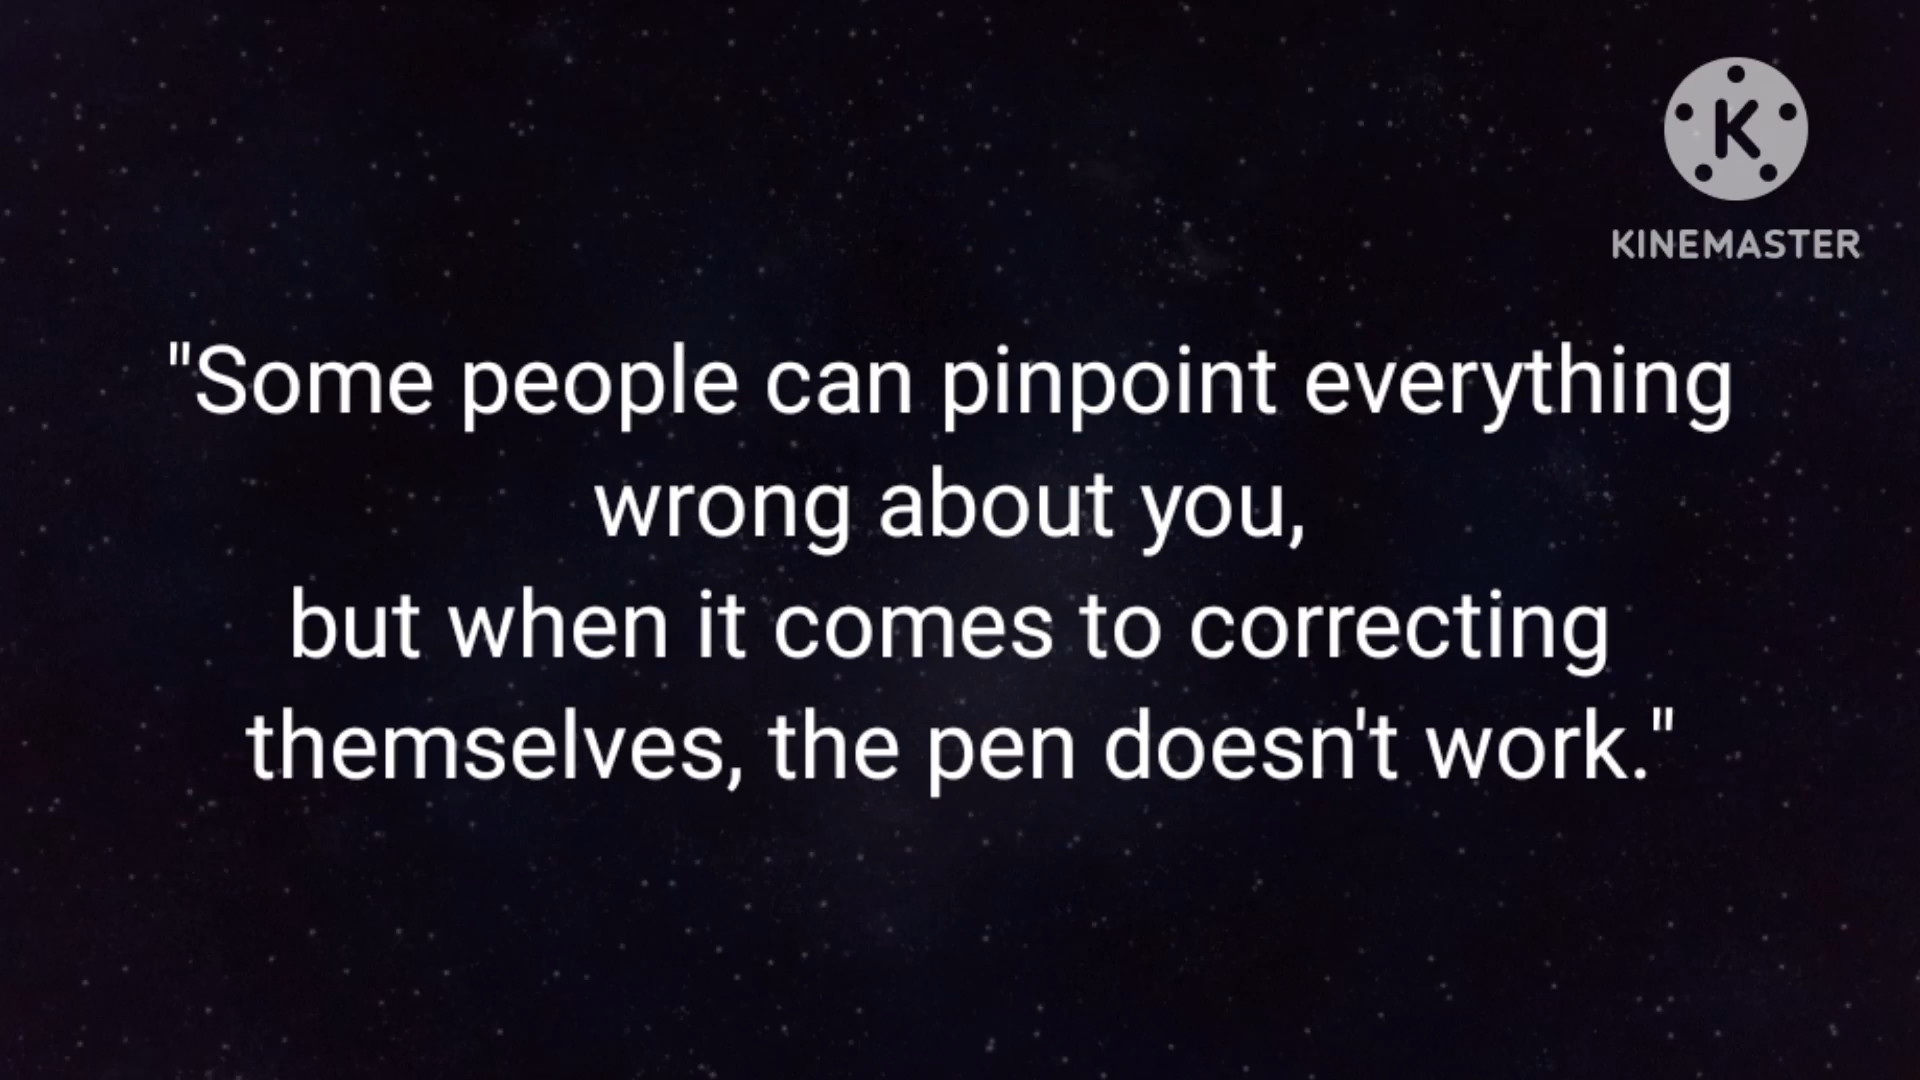 K
KINEMASTER
"Some people can pinpoint everything
wrong about you,
but when it comes to correcting
themselves, the pen doesn't work."